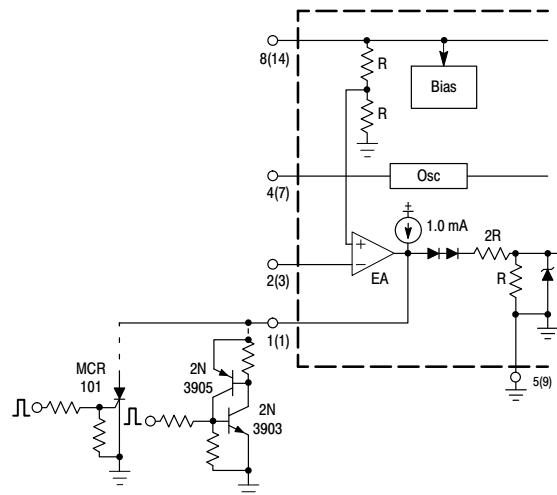 8(14)
R
Bias
R
4(7)
Osc
+
1.0 mA
2R
+
−
EA
R
2(3)
1(1)
5(9)
MCR
101
2N
3905
2N
3903